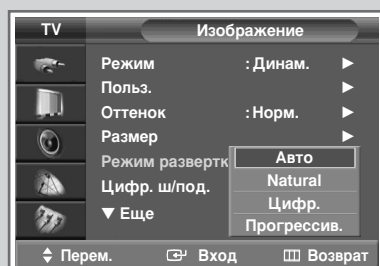 TV Изображение
Режим : Динам. ►
Польз. ►
Оттенок : Норм. ►
Размер ►
Режим развертк Авто
Цифр. ш/под. Natural
Цифр.
▼ Еще Прогрессив.
Перем. Вход Возврат